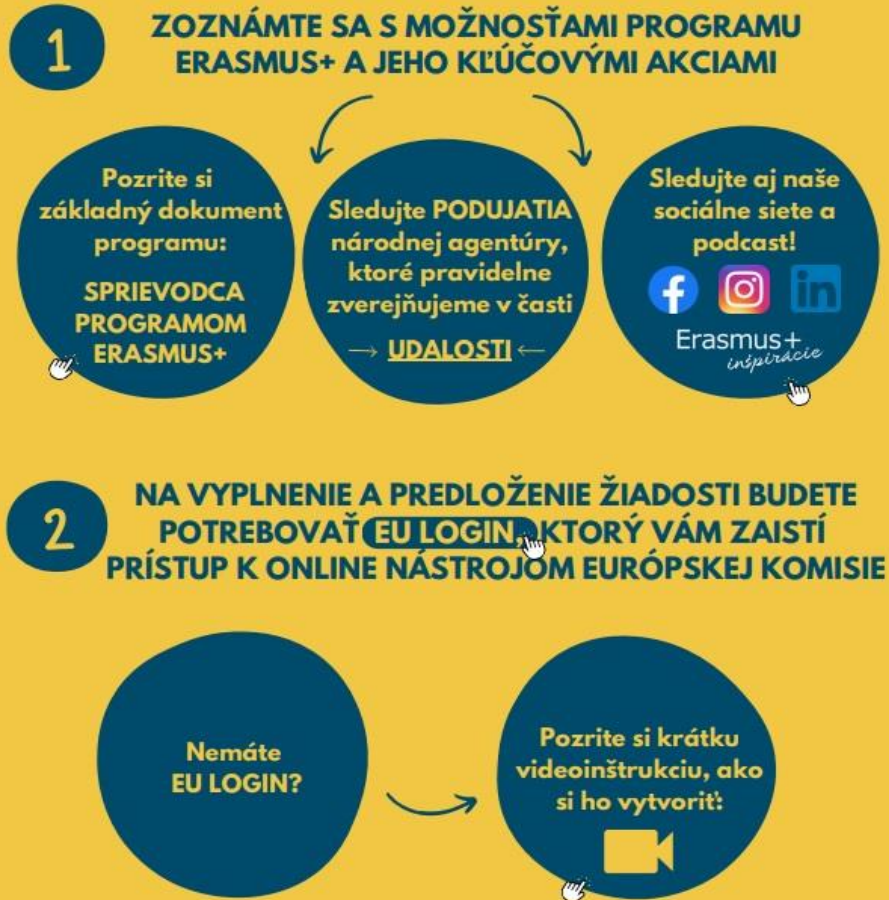 1
ZOZNÁMTE SA S MOŽNOSŤAMI PROGRAMU
ERASMUS+ A JEHO KĽÚČOVÝMI AKCIAMI
Pozrite si
základný dokument
programu:
SPRIEVODCA
PROGRAMOM
ERASMUS+
Sledujte PODUJATIA
národnej agentúry,
ktoré pravidelne
zverejňujeme v časti
→ UDALOSTI ←
Sledujte aj naše
sociálne siete a
podcast!
f
in
Erasmus+
inšpirácie
2
NA VYPLNENIE A PREDLOŽENIE ŽIADOSTI BUDETE
POTREBOVAŤ EU LOGIN, KTORÝ VÁM ZAISTÍ
PRÍSTUP K ONLINE NÁSTROJOM EURÓPSKEJ KOMISIE
Nemáte
EU LOGIN?
Pozrite si krátku
videoinštrukciu, ako
si ho vytvoriť: